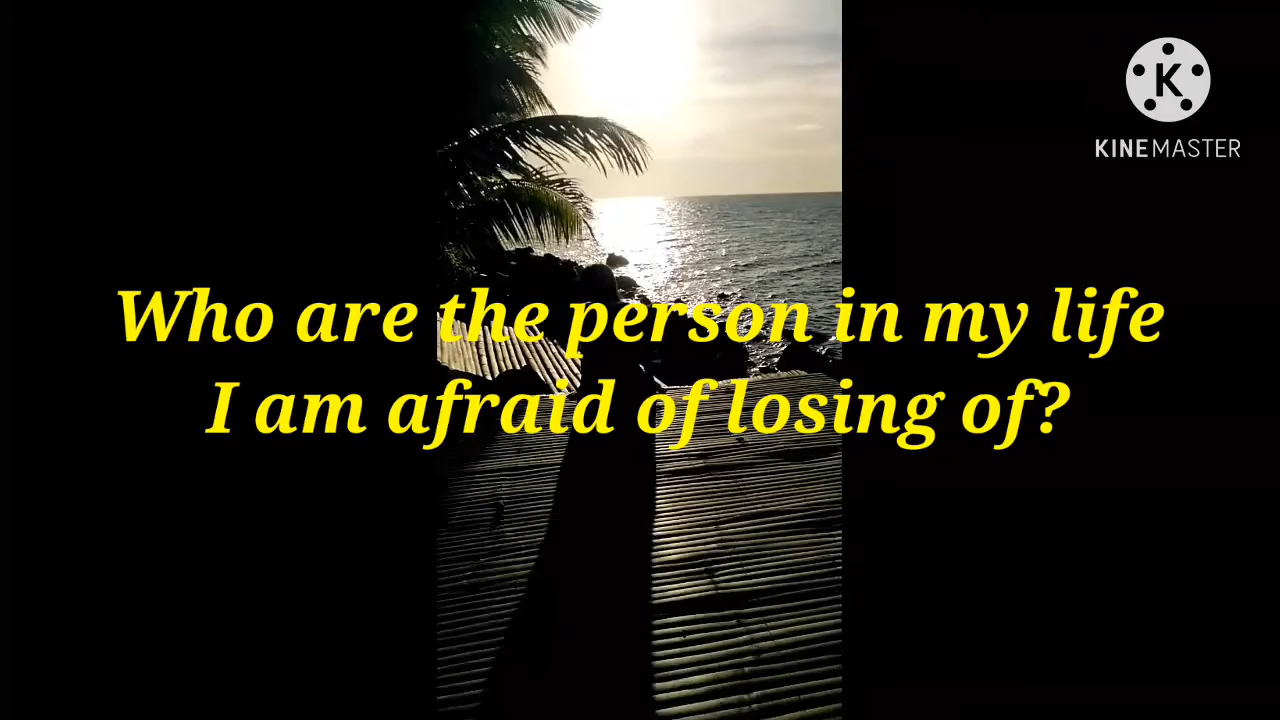 K
KINEMASTER
Who are the person in my life
I am afraid of losing of?